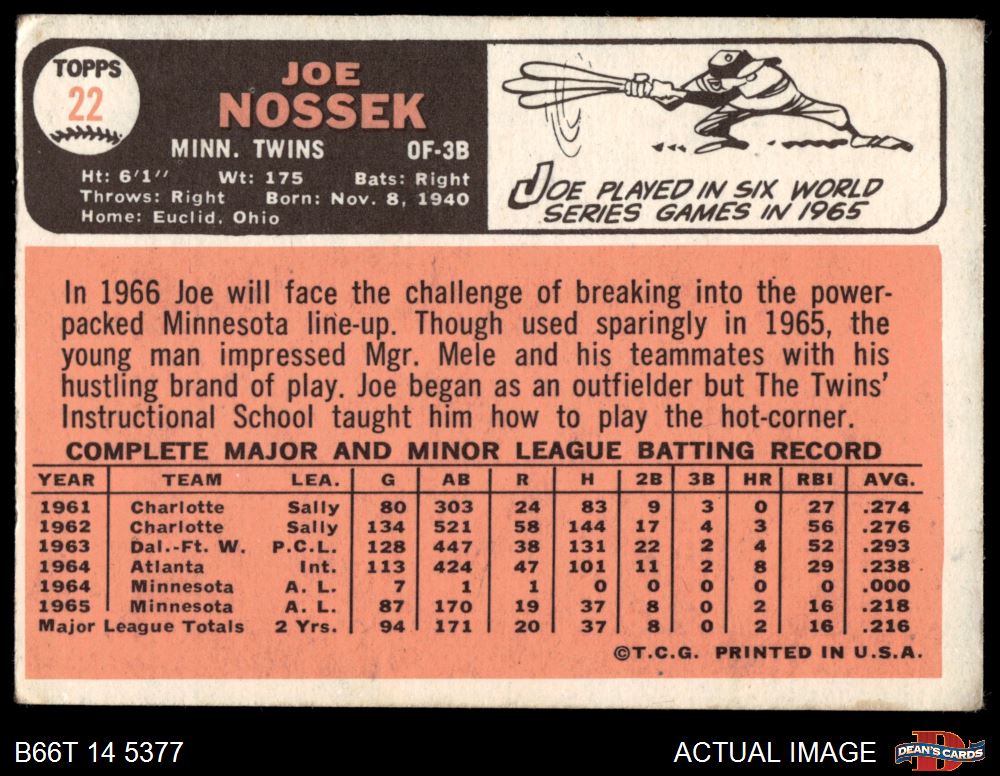 TOPPS
22
JOE
NOSSEK
MINN. TWINS OF-3B
Ht: 6'1" Wt: 175 Bats: Right
Throws: Right Born: Nov. 8, 1940
Home: Euclid, Ohio
JOE PLAYED IN SIX WORLD
SERIES GAMES IN 1965
In 1966 Joe will face the challenge of breaking into the power-
packed Minnesota line-up. Though used sparingly in 1965, the
young man impressed Mgr. Mele and his teammates with his
hustling brand of play. Joe began as an outfielder but The Twins'
Instructional School taught him how to play the hot-corner.
COMPLETE MAJOR AND MINOR LEAGUE BATTING RECORD
YEAR TEAM LEA. G AB R H 2B 3B HR RBI AVG.
1961 Charlotte Sally 80 303 24 83 9 3 0 27 .274
1962 Charlotte Sally 134 521 58 144 17 4 3 56 .276
1963 Dal.-Ft. W. P.C.L. 128 447 38 131 22 2 4 52 .293
1964 Atlanta Int. 113 424 47 101 11 2 8 29 .238
1964 Minnesota A. L. 7 1 1 0 0 0 0 0 .000
1965 Minnesota A. L. 87 170 19 37 8 0 2 16 .218
Major League Totals 2 Yrs. 94 171 20 37 8 0 2 16 .216
©T.C.G. PRINTED IN U.S.A.
B66T 14 5377 ACTUAL IMAGE DEAN'S CARDS